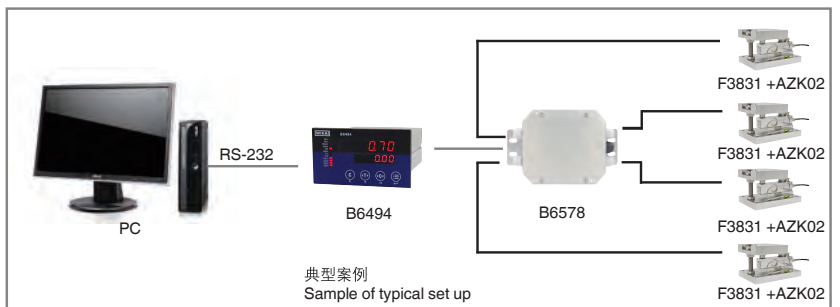 F3831 +AZK02
F3831 +AZK02
RS-232
B6494
0.70
0.00
PC
B6494
B6578
F3831 +AZK02
F3831 +AZK02
典型案例
Sample of typical set up